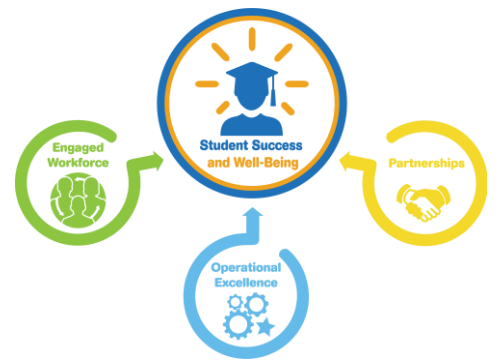 Student Success
and Well-Being
Engaged
Workforce
Partnerships
Operational
Excellence